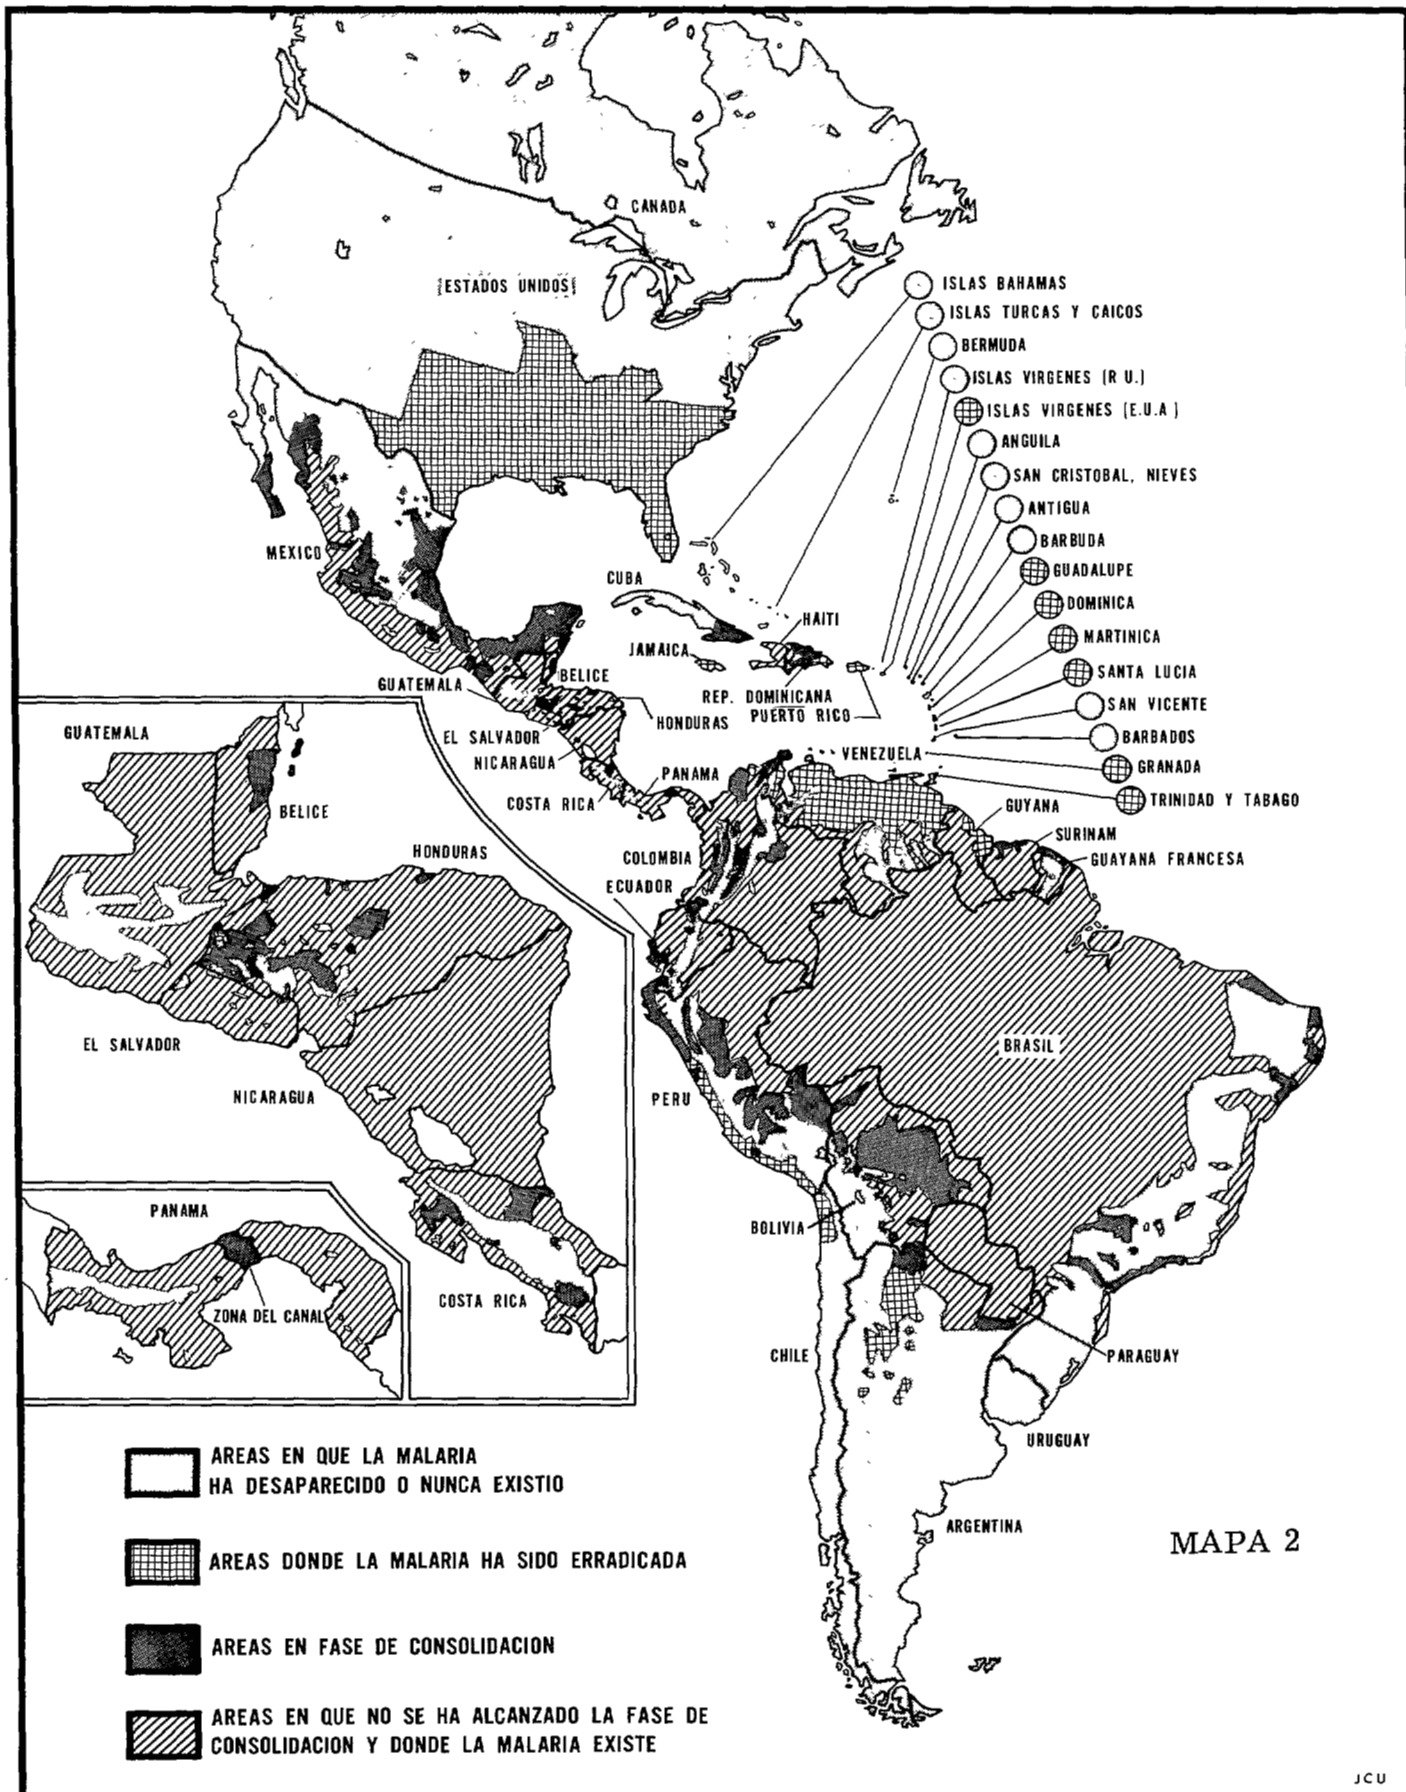 CANADA
[ESTADOS UNIDOS]
ISLAS BAHAMAS
ISLAS TURCAS Y CAICOS
BERMUDA
ISLAS VIRGENES (R U.)
ISLAS VIRGENES (E.U.A)
ANGUILA
SAN CRISTOBAL, NIEVES
ANTIGUA
BARBUDA
GUADALUPE
DOMINICA
MARTINICA
SANTA LUCIA
SAN VICENTE
BARBADOS
GRANADA
TRINIDAD Y TABAGO
MEXICO
CUBA
HAITI
JAMAICA
REP. DOMINICANA
PUERTO RICO
BELICE
GUATEMALA
HONDURAS
EL SALVADOR
NICARAGUA
PANAMA
COSTA RICA
VENEZUELA
GUYANA
SURINAM
GUAYANA FRANCESA
COLOMBIA
ECUADOR
BRASIL
PERU
BOLIVIA
CHILE
PARAGUAY
URUGUAY
ARGENTINA
GUATEMALA
BELICE
HONDURAS
EL SALVADOR
NICARAGUA
COSTA RICA
PANAMA
ZONA DEL CANAL
AREAS EN QUE LA MALARIA
HA DESAPARECIDO O NUNCA EXISTIO
AREAS DONDE LA MALARIA HA SIDO ERRADICADA
AREAS EN FASE DE CONSOLIDACION
AREAS EN QUE NO SE HA ALCANZADO LA FASE DE
CONSOLIDACION Y DONDE LA MALARIA EXISTE
MAPA 2
JCU